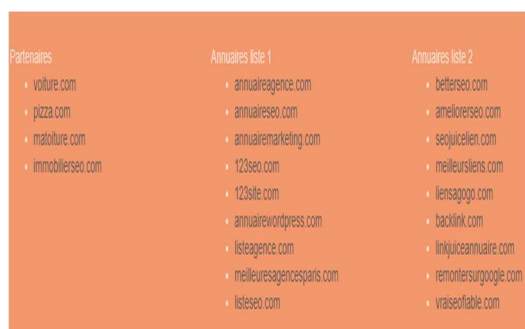 Partenaires
voiture.com
pizza.com
matoiture.com
immobilierseo.com
Annuaires liste 1
annuaireagence.com
annuaireseo.com
annuairemarketing.com
123seo.com
123site.com
annuairewordpress.com
listeagence.com
meilleuresagencesparis.com
listeseo.com
Annuaires liste 2
betterseo.com
ameliorerseo.com
seojuicelien.com
meilleursliens.com
liensagogo.com
backlink.com
linkjuiceannuaire.com
remontersurgoogle.com
vraiseofiable.com